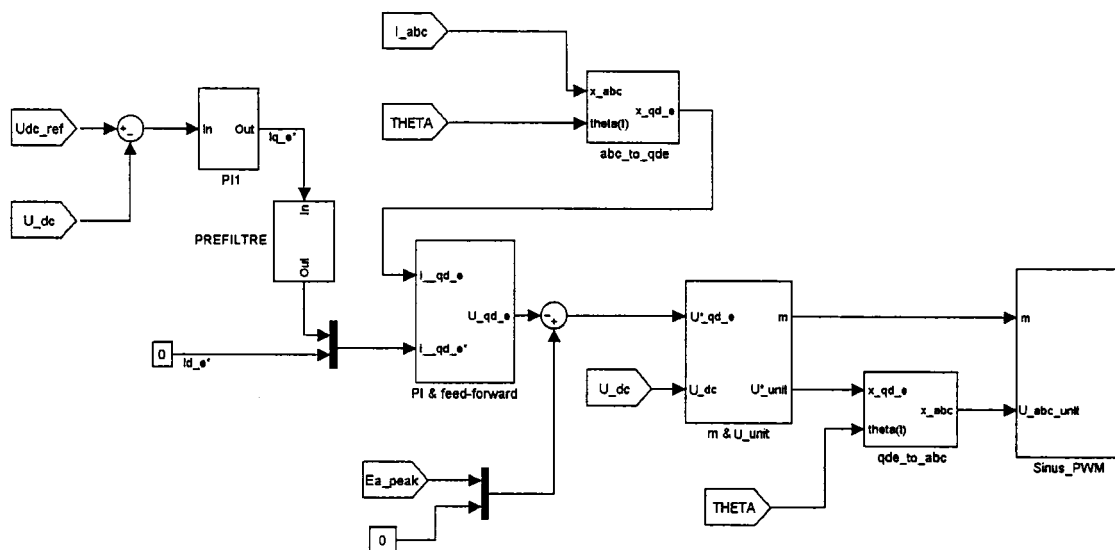 I_abc
x_abc
x_qd_e
THETA
theta(t)
abc_to_qde
Udc_ref
+
-
In
Out
Iq_e*
PI1
U_dc
In
PREFILTRE
Out
i__qd_e
U_qd_e
i__qd_e*
PI & feed-forward
0
Id_e*
-
+
U*_qd_e
m
U_dc
U_dc
U*_unit
m & U_unit
x_qd_e
x_abc
theta(t)
qde_to_abc
m
U_abc_unit
Sinus_PWM
Ea_peak
0
THETA